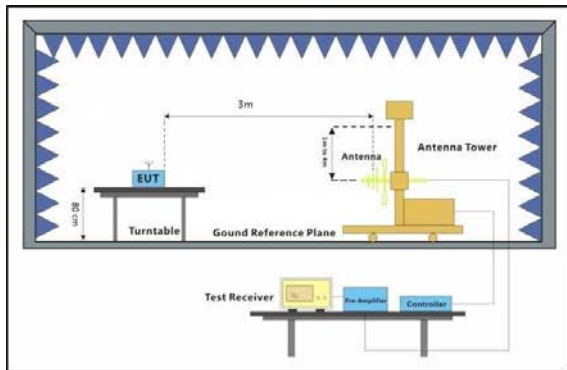 3m
1m to 4m
Antenna
Antenna Tower
EUT
80 cm
Turntable
Gound Reference Plane
Test Receiver
Pre-Amplifier
Controller